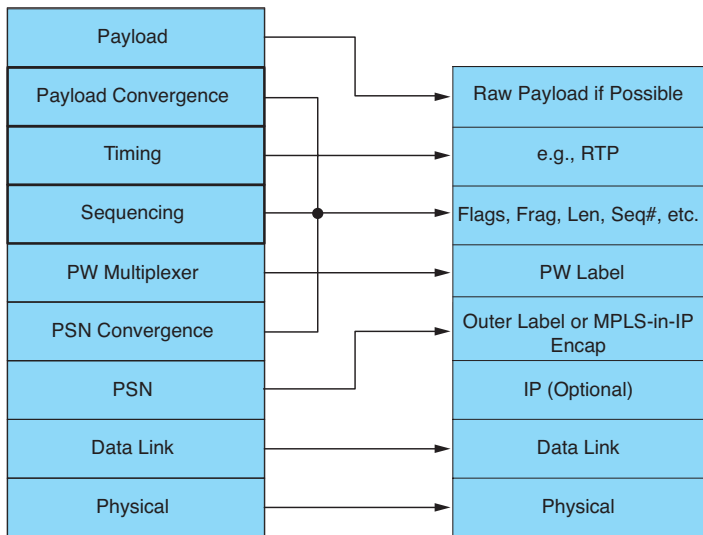 Payload
Payload Convergence
Timing
Sequencing
PW Multiplexer
PSN Convergence
PSN
Data Link
Physical
Raw Payload if Possible
e.g., RTP
Flags, Frag, Len, Seq#, etc.
PW Label
Outer Label or MPLS-in-IP
Encap
IP (Optional)
Data Link
Physical